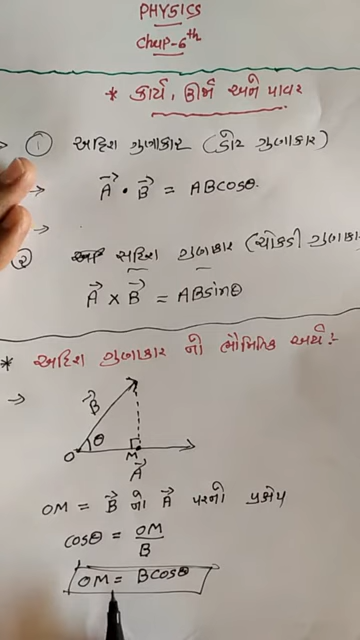 PHYSICS
Chap-6th
* કાર્ય, ઊર્જા અને પાવર
→ ① અદિશ ગુણાકાર (ડોટ ગુણાકાર)
→ A⃗ · B⃗ = ABcosθ.
→
② સદિશ ગુણાકાર (ચોકડી ગુણાકાર
A⃗ × B⃗ = ABsinθ
* અદિશ ગુણાકાર નો ભૌમિતિક અર્થ :-
→
B⃗
θ
O M
A⃗
OM = B⃗ નો A⃗ પરનો પ્રક્ષેપ
cosθ = OM/B
OM = Bcosθ